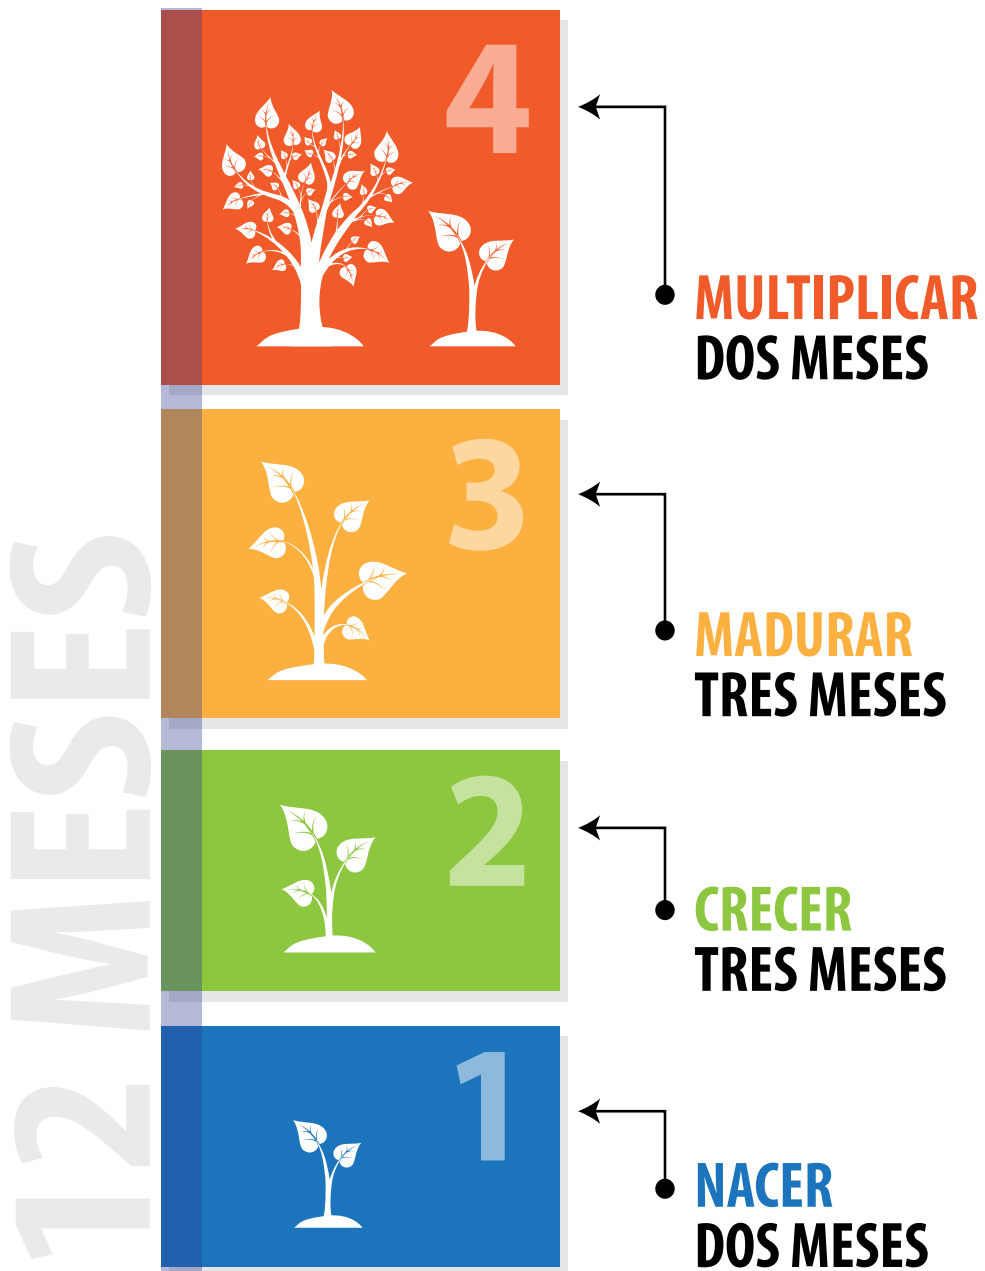 12 MESES
4
MULTIPLICAR
DOS MESES
3
MADURAR
TRES MESES
2
CRECER
TRES MESES
1
NACER
DOS MESES